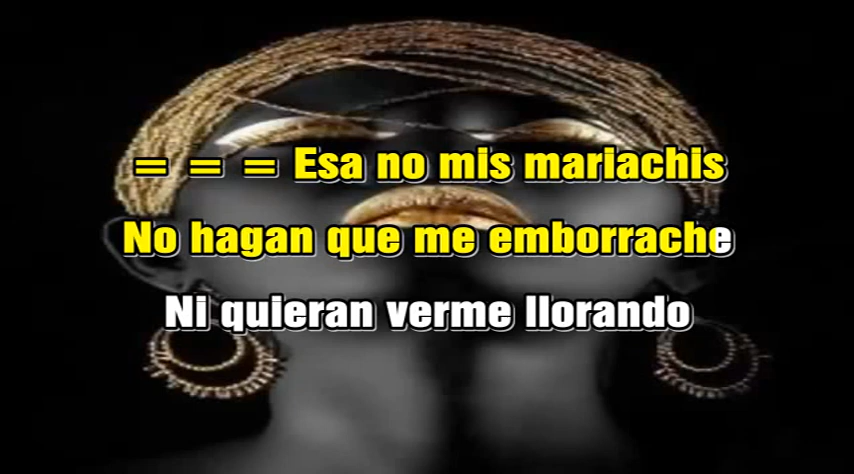 = = = Esa no mis mariachis
No hagan que me emborrache
Ni quieran verme llorando